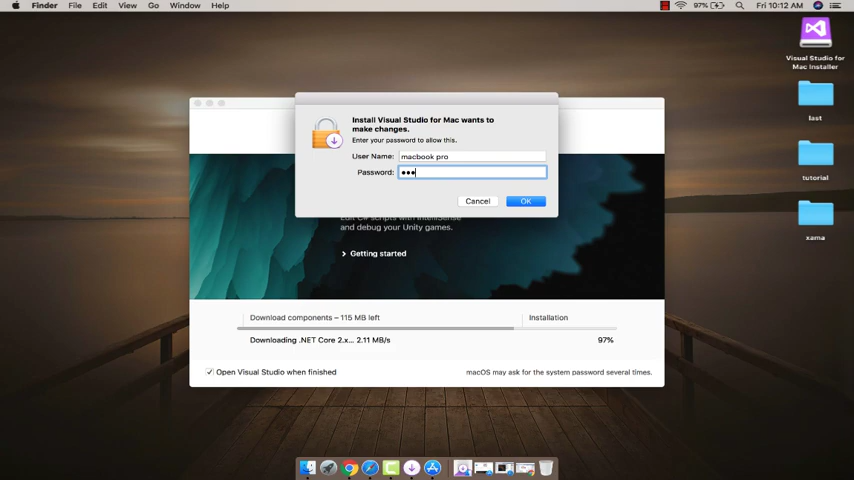 Finder File Edit View Go Window Help 97% Fri 10:12 AM
Visual Studio for
Mac Installer
last
tutorial
xama
Install Visual Studio for Mac wants to
make changes.
Enter your password to allow this.
User Name: macbook pro
Password: •••
Cancel OK
Edit C# scripts with IntelliSense
and debug your Unity games.
Getting started
Download components – 115 MB left Installation
Downloading .NET Core 2.x... 2.11 MB/s 97%
Open Visual Studio when finished macOS may ask for the system password several times.